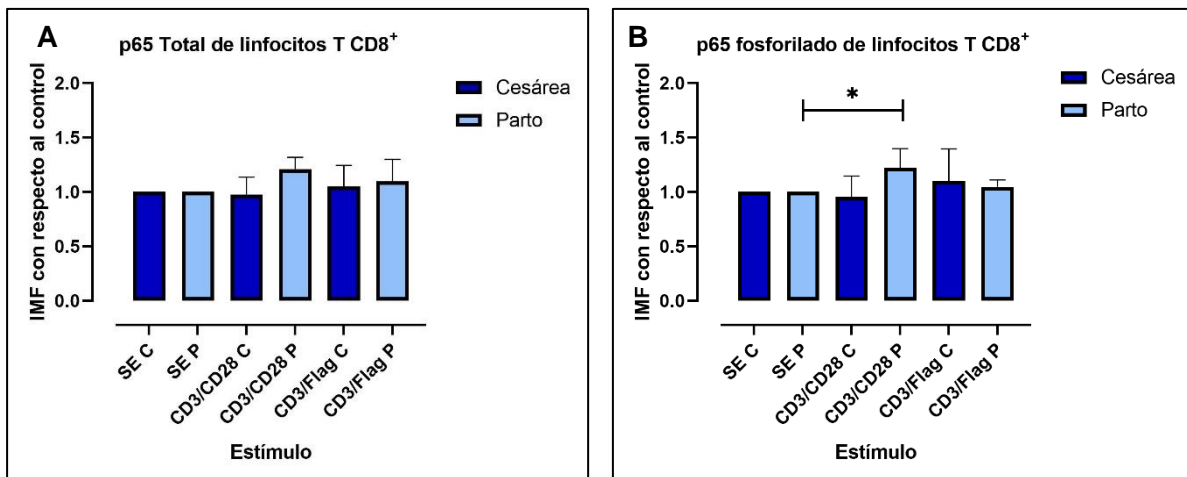 A
p65 Total de linfocitos T CD8⁺
Cesárea
Parto
IMF con respecto al control
2.0
1.5
1.0
0.5
0.0
SE C
SE P
CD3/CD28 C
CD3/CD28 P
CD3/Flag C
CD3/Flag P
Estímulo
B
p65 fosforilado de linfocitos T CD8⁺
Cesárea
Parto
IMF con respecto al control
2.0
1.5
1.0
0.5
0.0
*
SE C
SE P
CD3/CD28 C
CD3/CD28 P
CD3/Flag C
CD3/Flag P
Estímulo